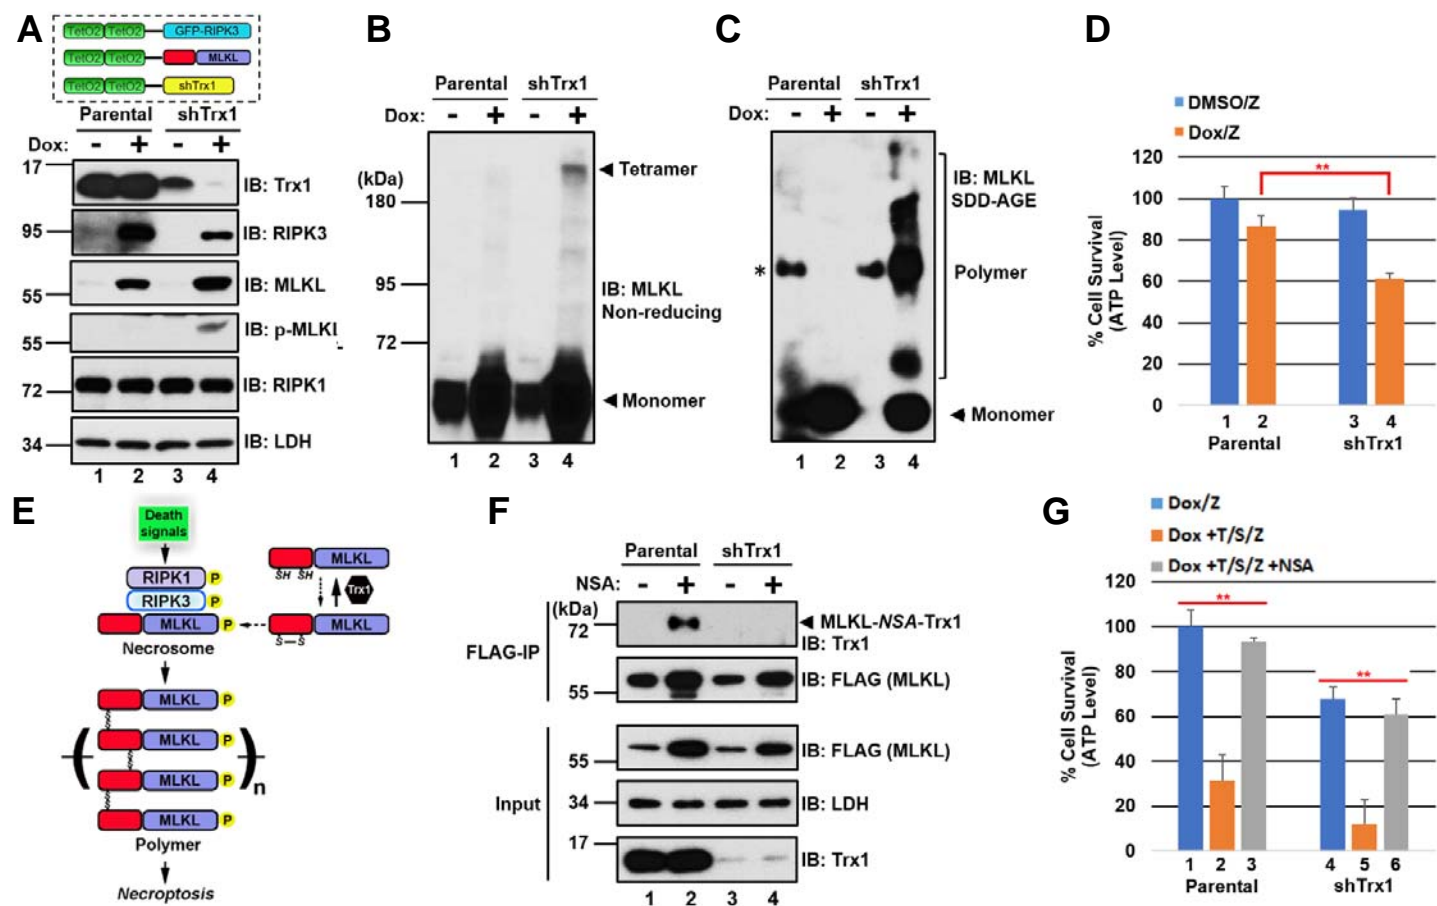 A
TetO2 TetO2 GFP-RIPK3
TetO2 TetO2 MLKL
TetO2 TetO2 shTrx1
Parental shTrx1
Dox: - + - +
17
IB: Trx1
95
IB: RIPK3
55
IB: MLKL
55
IB: p-MLKL
72
IB: RIPK1
34
IB: LDH
1 2 3 4
B
Parental shTrx1
Dox: - + - +
(kDa)
Tetramer
180
95
IB: MLKL
Non-reducing
72
Monomer
1 2 3 4
C
Parental shTrx1
Dox: - + - +
IB: MLKL
SDD-AGE
*
Polymer
Monomer
1 2 3 4
D
DMSO/Z
Dox/Z
% Cell Survival
(ATP Level)
120
100
80
60
40
20
0
**
1 2 3 4
Parental shTrx1
E
Death
signals
RIPK1 P
RIPK3 P
MLKL P
Necrosome
MLKL
SH SH
Trx1
MLKL
S—S
MLKL P
MLKL P
MLKL P
n
MLKL P
Polymer
Necroptosis
F
Parental shTrx1
NSA: - + - +
(kDa)
72
MLKL-NSA-Trx1
IB: Trx1
FLAG-IP
55
IB: FLAG (MLKL)
55
IB: FLAG (MLKL)
Input
34
IB: LDH
17
IB: Trx1
1 2 3 4
G
Dox/Z
Dox +T/S/Z
Dox +T/S/Z +NSA
% Cell Survival
(ATP Level)
120
100
80
60
40
20
0
**
**
1 2 3 4 5 6
Parental shTrx1